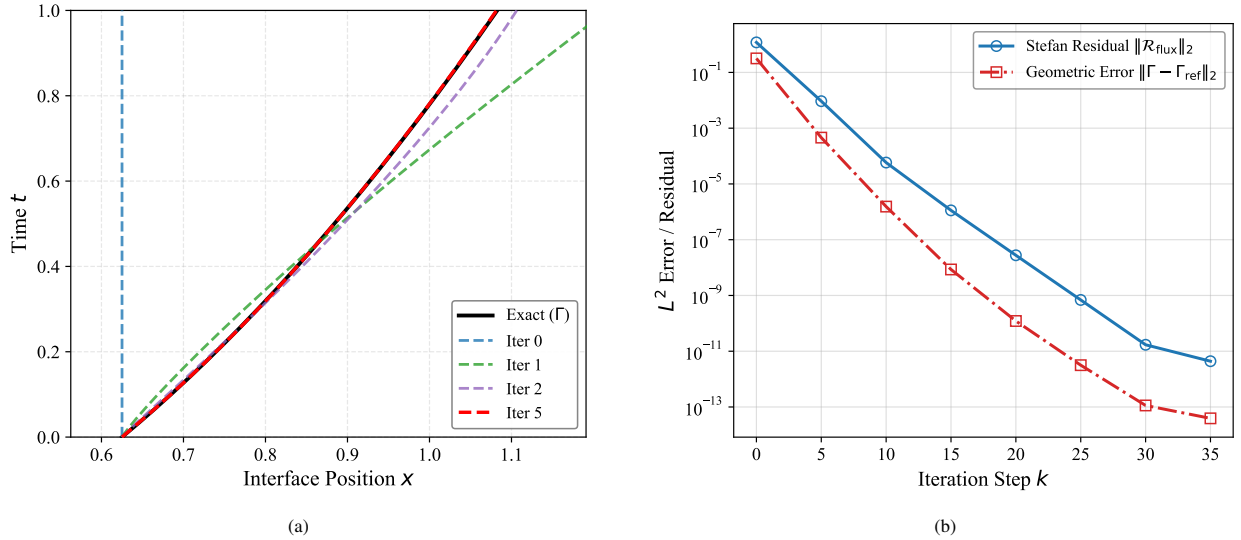 1.0
0.8
0.6
0.4
0.2
0.0
Time t
0.6 0.7 0.8 0.9 1.0 1.1
Interface Position x
Exact (Γ)
Iter 0
Iter 1
Iter 2
Iter 5
(a)
10⁻¹
10⁻³
10⁻⁵
10⁻⁷
10⁻⁹
10⁻¹¹
10⁻¹³
L² Error / Residual
Stefan Residual ‖𝓡_flux‖₂
Geometric Error ‖Γ − Γ_ref‖₂
0 5 10 15 20 25 30 35
Iteration Step k
(b)